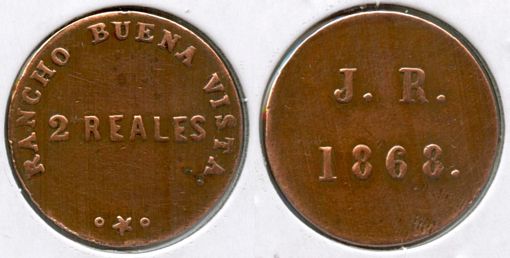 RANCHO BUENA VISTA
2 REALES
J. R.
1868.